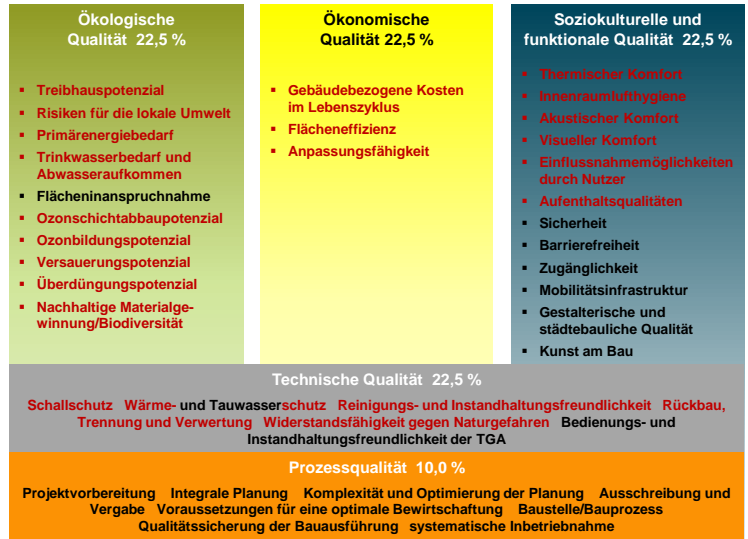 Ökologische
Qualität 22,5 %
Treibhauspotenzial
Risiken für die lokale Umwelt
Primärenergiebedarf
Trinkwasserbedarf und
Abwasseraufkommen
Flächeninanspruchnahme
Ozonschichtabbaupotenzial
Ozonbildungspotenzial
Versauerungspotenzial
Überdüngungspotenzial
Nachhaltige Materialge-
winnung/Biodiversität
Ökonomische
Qualität 22,5 %
Gebäudebezogene Kosten
im Lebenszyklus
Flächeneffizienz
Anpassungsfähigkeit
Soziokulturelle und
funktionale Qualität 22,5 %
Thermischer Komfort
Innenraumlufthygiene
Akustischer Komfort
Visueller Komfort
Einflussnahmemöglichkeiten
durch Nutzer
Aufenthaltsqualitäten
Sicherheit
Barrierefreiheit
Zugänglichkeit
Mobilitätsinfrastruktur
Gestalterische und
städtebauliche Qualität
Kunst am Bau
Technische Qualität 22,5 %
Schallschutz Wärme- und Tauwasserschutz Reinigungs- und Instandhaltungsfreundlichkeit Rückbau,
Trennung und Verwertung Widerstandsfähigkeit gegen Naturgefahren Bedienungs- und
Instandhaltungsfreundlichkeit der TGA
Prozessqualität 10,0 %
Projektvorbereitung Integrale Planung Komplexität und Optimierung der Planung Ausschreibung und
Vergabe Voraussetzungen für eine optimale Bewirtschaftung Baustelle/Bauprozess
Qualitätssicherung der Bauausführung systematische Inbetriebnahme